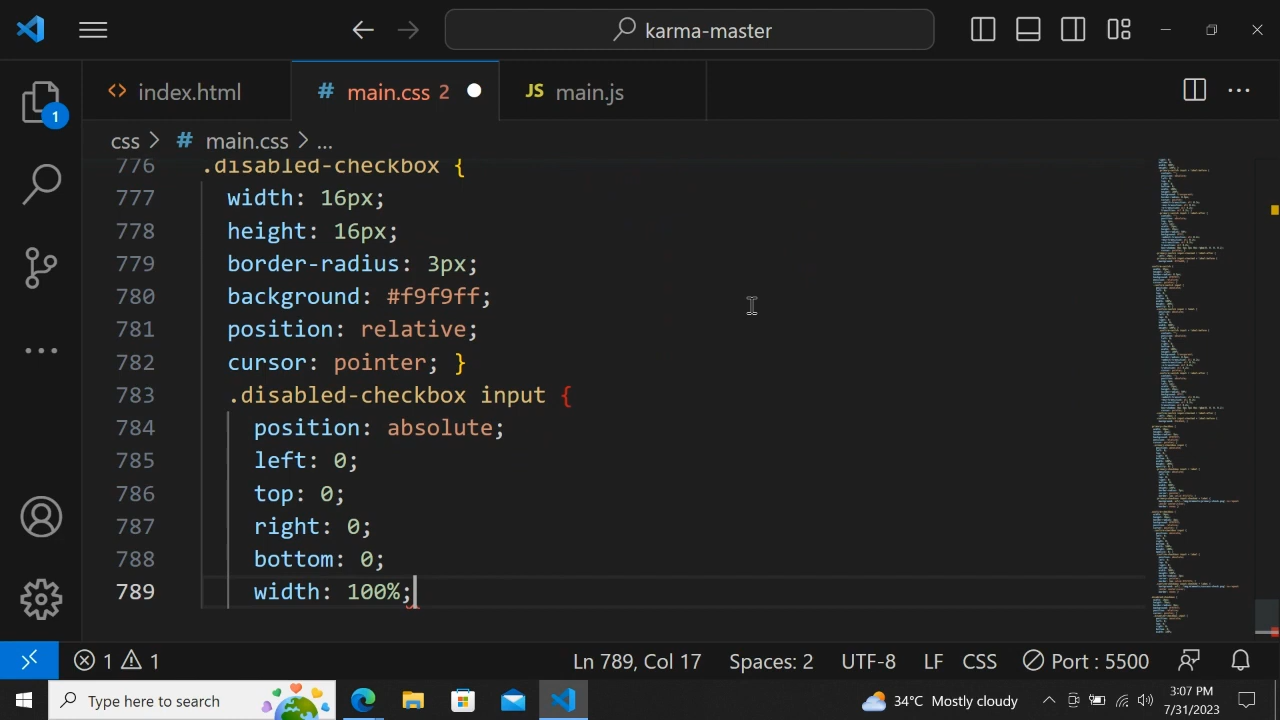 karma-master
index.html
# main.css 2
JS main.js
1
css > # main.css > ...
776 .disabled-checkbox {
777 width: 16px;
778 height: 16px;
779 border-radius: 3px;
780 background: #f9f9ff;
781 position: relative;
782 cursor: pointer; }
783 .disabled-checkbox input {
784 position: absolute;
785 left: 0;
786 top: 0;
787 right: 0;
788 bottom: 0;
789 width: 100%;
1 1
Ln 789, Col 17
Spaces: 2
UTF-8
LF
CSS
Port : 5500
Type here to search
34°C Mostly cloudly
3:07 PM
7/31/2023